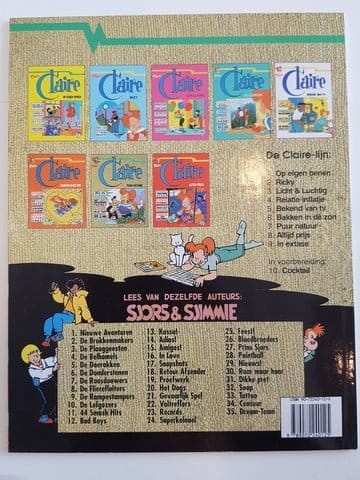 Claire
Claire
Claire
Claire
Claire
Claire
Claire
Claire
De Claire-lijn:
1. Op eigen benen
2. Ricky
3. Licht & Luchtig
4. Relatie-inflatie
5. Bekend van tv
6. Bakken in de zon
7. Puur natuur
8. Altijd prijs
9. In extase
In voorbereiding:
10. Cocktail
LEES VAN DEZELFDE AUTEURS:
SJORS & SJIMMIE
1. Nieuwe Avonturen
2. De Brokkenmakers
3. De Plaaggeesten
4. De Belhamels
5. De Doordraaiers
6. De Donderstenen
7. De Rouwdouwers
8. De Flierefluiters
9. De Rampestampers
10. De Lefgozers
11. 44 Smash Hits
12. Bad Boys
13. Kassa!
14. Adios!
15. Amigos!
16. In Love
17. Snapshots
18. Retour Afzender
19. Proefwerk
20. Hot Dogs
21. Gevaarlijk Spel
22. Voltreffers
23. Records
24. Superkolossal
25. Feest!
26. Bloedbroeders
27. Prins Sjors
28. Paintball
29. Nieuws!
30. Raar maar haar
31. Dikke pret
32. Soap
33. Tattoo
34. Contour
35. Dream-Team